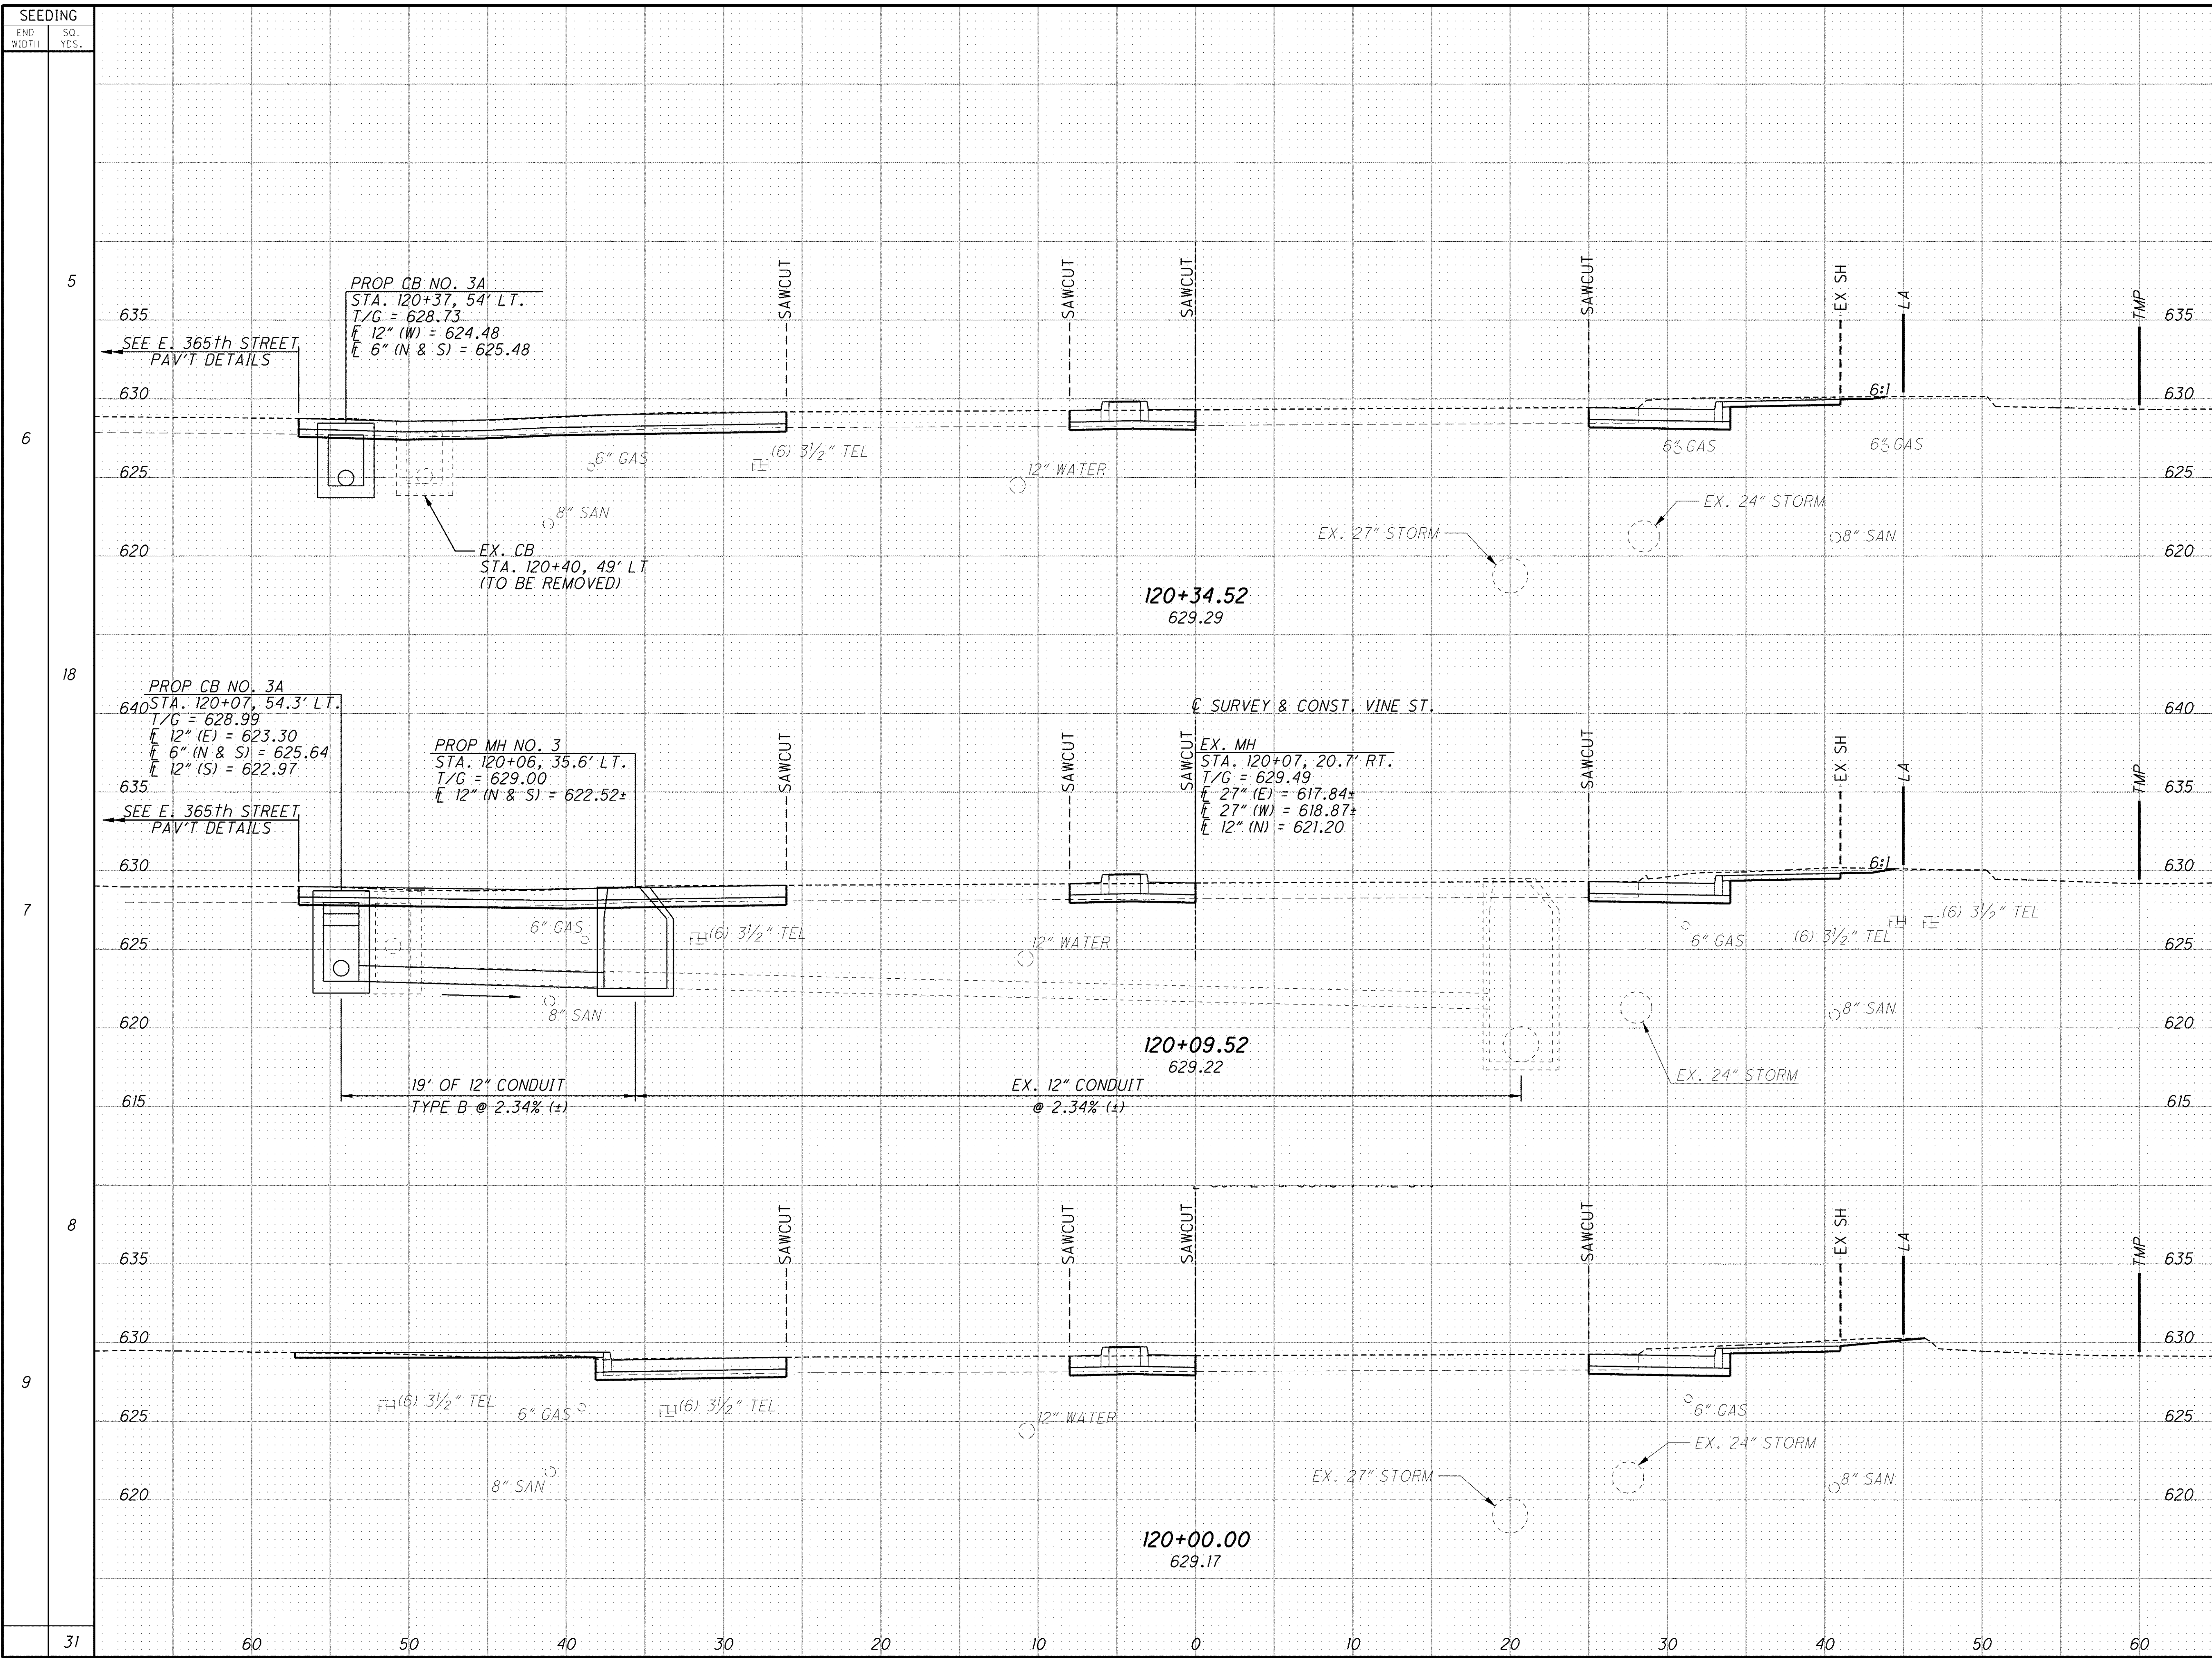 SEEDING
END WIDTH
SQ. YDS.
5
PROP CB NO. 3A
STA. 120+37, 54' LT.
T/G = 628.73
℄ 12" (W) = 624.48
℄ 6" (N & S) = 625.48
SEE E. 365th STREET
PAV'T DETAILS
SAWCUT
SAWCUT
SAWCUT
SAWCUT
EX SH
LA
TMP
635
635
630
630
6:1
6
6" GAS
(6) 3½" TEL
12" WATER
6" GAS
6" GAS
625
625
8" SAN
EX. 24" STORM
EX. 27" STORM
8" SAN
620
620
EX. CB
STA. 120+40, 49' LT
(TO BE REMOVED)
120+34.52
629.29
18
PROP CB NO. 3A
STA. 120+07, 54.3' LT.
T/G = 628.99
℄ 12" (E) = 623.30
℄ 6" (N & S) = 625.64
℄ 12" (S) = 622.97
640
640
℄ SURVEY & CONST. VINE ST.
PROP MH NO. 3
STA. 120+06, 35.6' LT.
T/G = 629.00
℄ 12" (N & S) = 622.52±
EX. MH
STA. 120+07, 20.7' RT.
T/G = 629.49
℄ 27" (E) = 617.84±
℄ 27" (W) = 618.87±
℄ 12" (N) = 621.20
SAWCUT
SAWCUT
SAWCUT
SAWCUT
EX SH
LA
TMP
635
635
SEE E. 365th STREET
PAV'T DETAILS
630
630
6:1
7
6" GAS
(6) 3½" TEL
12" WATER
6" GAS
(6) 3½" TEL
(6) 3½" TEL
625
625
8" SAN
8" SAN
620
620
120+09.52
629.22
EX. 24" STORM
19' OF 12" CONDUIT
TYPE B @ 2.34% (±)
EX. 12" CONDUIT
@ 2.34% (±)
615
615
8
SAWCUT
SAWCUT
SAWCUT
SAWCUT
EX SH
LA
TMP
635
635
630
630
9
(6) 3½" TEL
6" GAS
(6) 3½" TEL
12" WATER
6" GAS
625
625
EX. 24" STORM
8" SAN
EX. 27" STORM
8" SAN
620
620
120+00.00
629.17
31
60 50 40 30 20 10 0 10 20 30 40 50 60